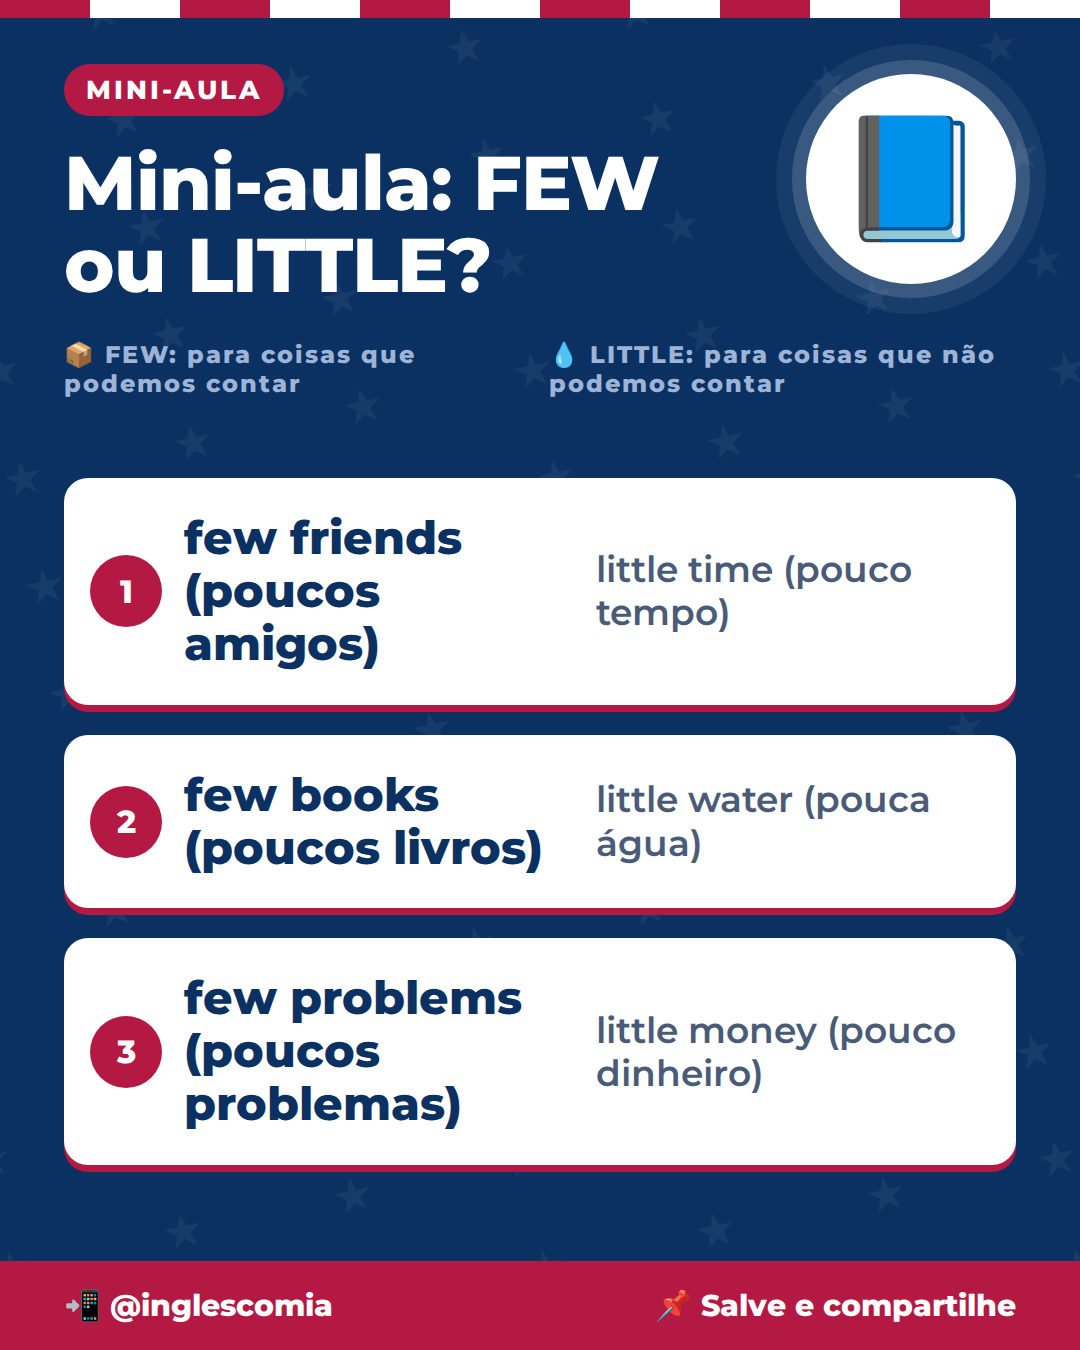 MINI-AULA
Mini-aula: FEW
ou LITTLE?
📦 FEW: para coisas que
podemos contar
💧 LITTLE: para coisas que não
podemos contar
1
few friends
(poucos
amigos)
little time (pouco
tempo)
2
few books
(poucos livros)
little water (pouca
água)
3
few problems
(poucos
problemas)
little money (pouco
dinheiro)
📲 @inglescomia
📌 Salve e compartilhe